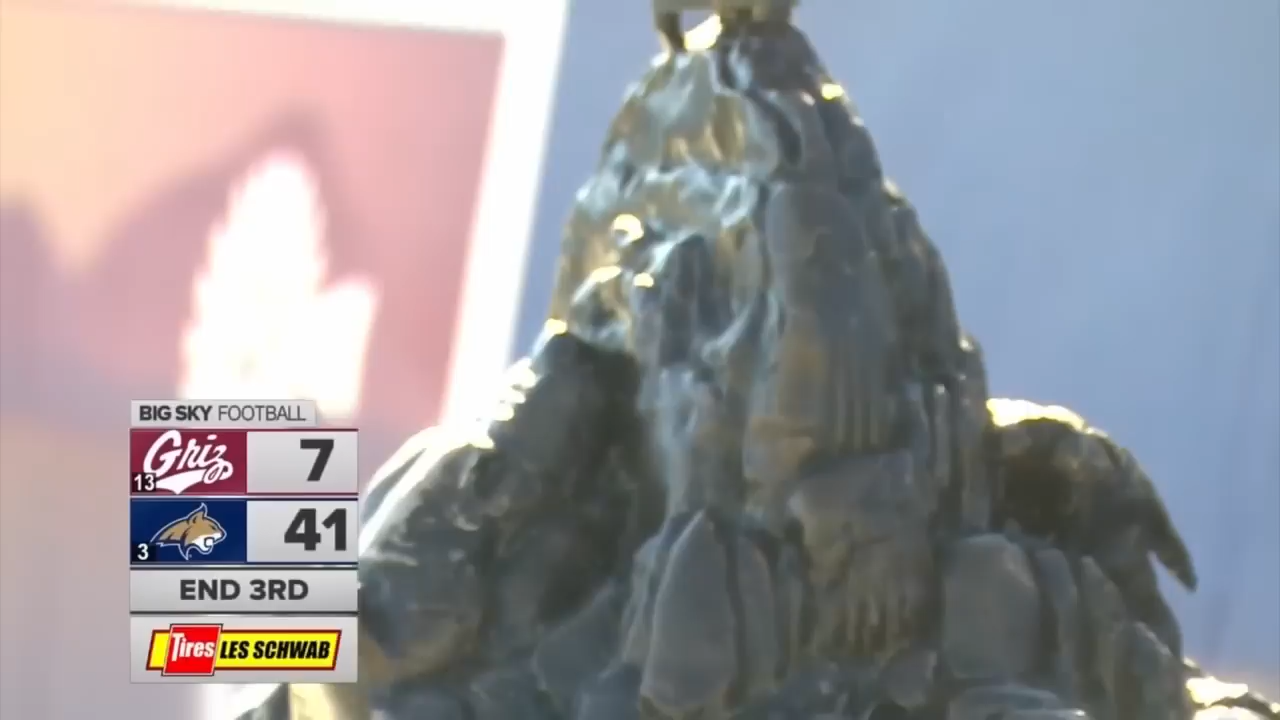 BIG SKY FOOTBALL
Griz
13
7
3
41
END 3RD
Tires LES SCHWAB